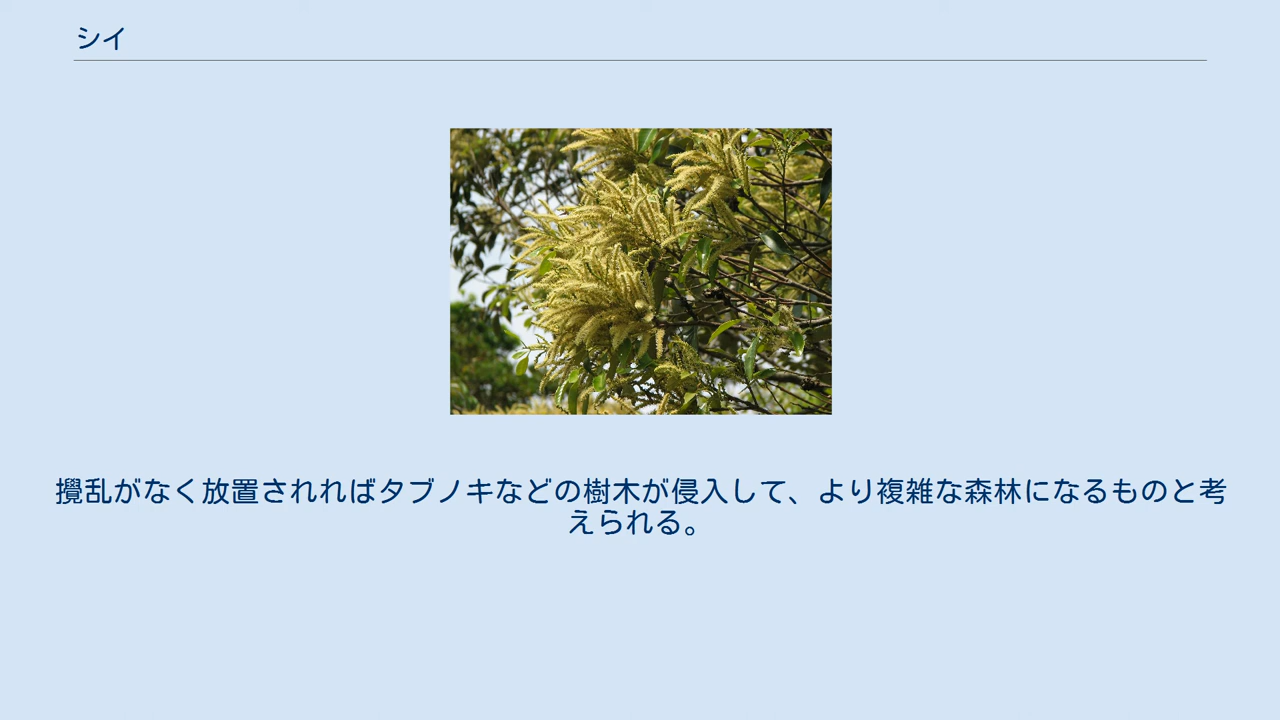 シイ
攪乱がなく放置されればタブノキなどの樹木が侵入して、より複雑な森林になるものと考
えられる。